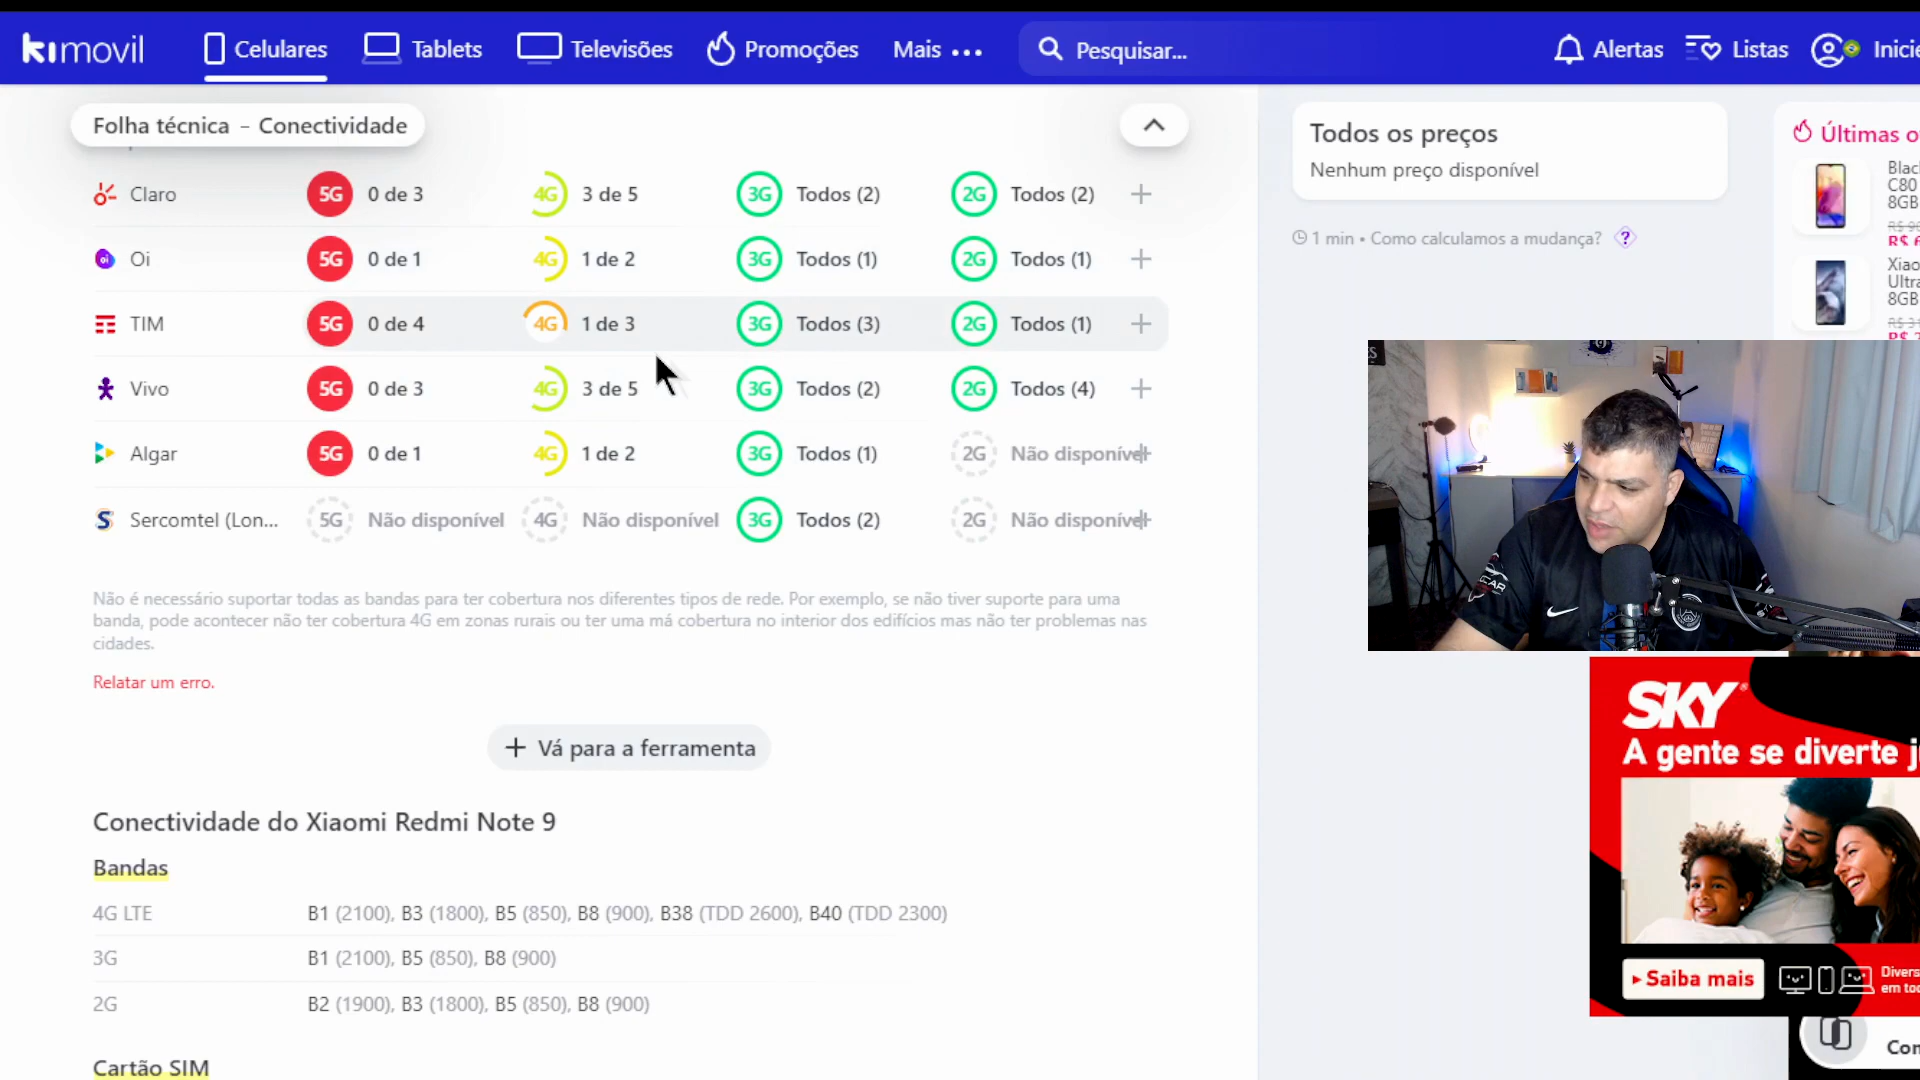 kimovil Celulares Tablets Televisões Promoções Mais Pesquisar... Alertas Listas
Folha técnica – Conectividade
Claro 5G 0 de 3 4G 3 de 5 3G Todos (2) 2G Todos (2) +
Oi 5G 0 de 1 4G 1 de 2 3G Todos (1) 2G Todos (1) +
TIM 5G 0 de 4 4G 1 de 3 3G Todos (3) 2G Todos (1) +
Vivo 5G 0 de 3 4G 3 de 5 3G Todos (2) 2G Todos (4) +
Algar 5G 0 de 1 4G 1 de 2 3G Todos (1) 2G Não disponível +
Sercomtel (Lon... 5G Não disponível 4G Não disponível 3G Todos (2) 2G Não disponível +
Não é necessário suportar todas as bandas para ter cobertura nos diferentes tipos de rede. Por exemplo, se não tiver suporte para uma
banda, pode acontecer não ter cobertura 4G em zonas rurais ou ter uma má cobertura no interior dos edifícios mas não ter problemas nas
cidades.
Relatar um erro.
+ Vá para a ferramenta
Conectividade do Xiaomi Redmi Note 9
Bandas
4G LTE B1 (2100), B3 (1800), B5 (850), B8 (900), B38 (TDD 2600), B40 (TDD 2300)
3G B1 (2100), B5 (850), B8 (900)
2G B2 (1900), B3 (1800), B5 (850), B8 (900)
Cartão SIM
Todos os preços
Nenhum preço disponível
1 min • Como calculamos a mudança? ?
Últimas
C80
8GB
R$
8GB
SKY
A gente se diverte
Saiba mais
em